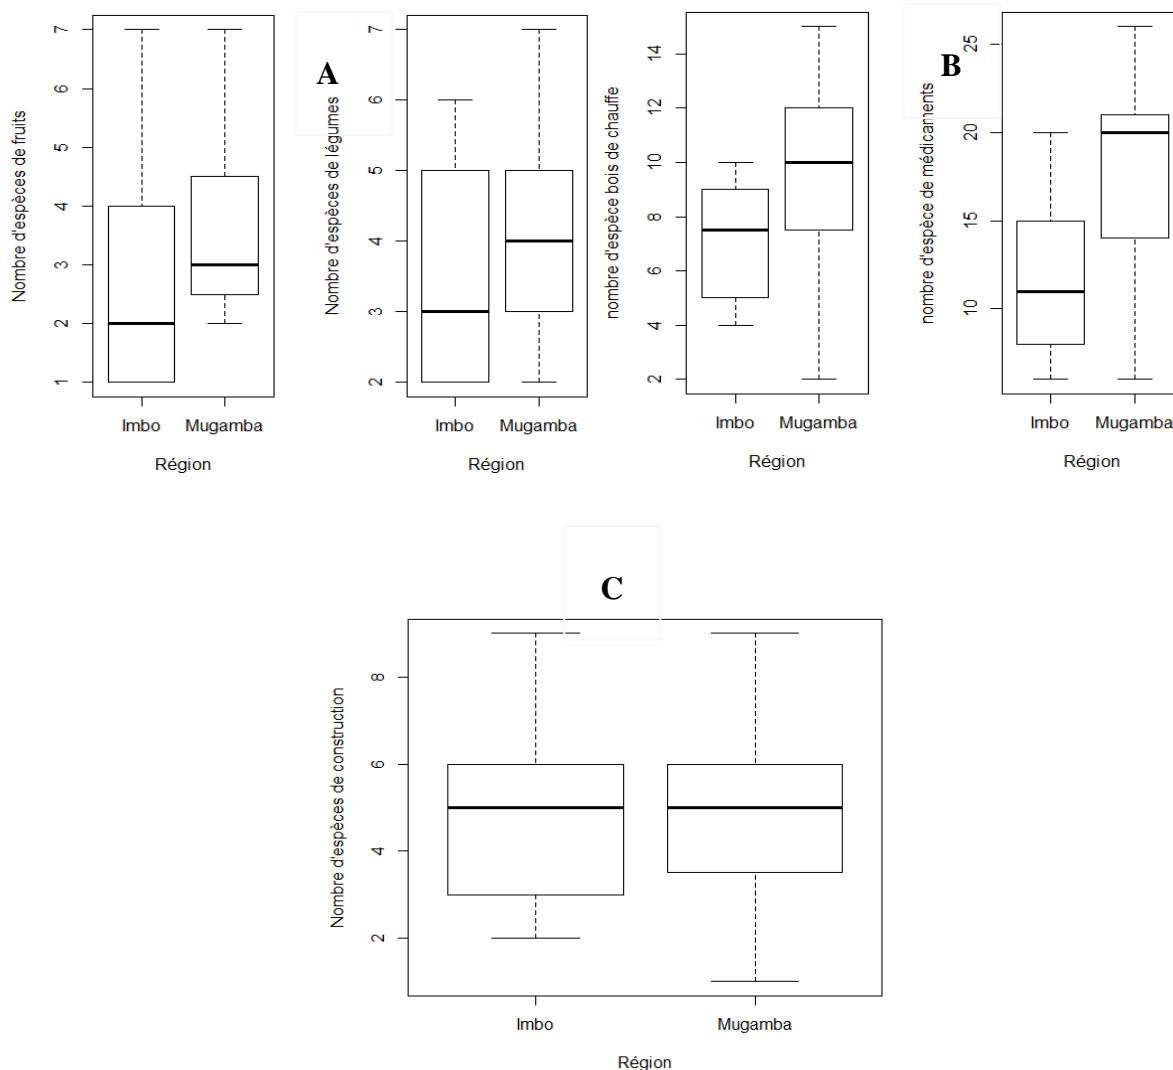 A
B
Nombre d'espèces de fruits
7
6
5
4
3
2
1
Imbo Mugamba
Région
Nombre d'espèces de légumes
7
6
5
4
3
2
Imbo Mugamba
Région
nombre d'espèce bois de chauffe
14
12
10
8
6
4
2
Imbo Mugamba
Région
nombre d'espèce de médicaments
25
20
15
10
Imbo Mugamba
Région
C
Nombre d'espèces de construction
8
6
4
2
Imbo Mugamba
Région